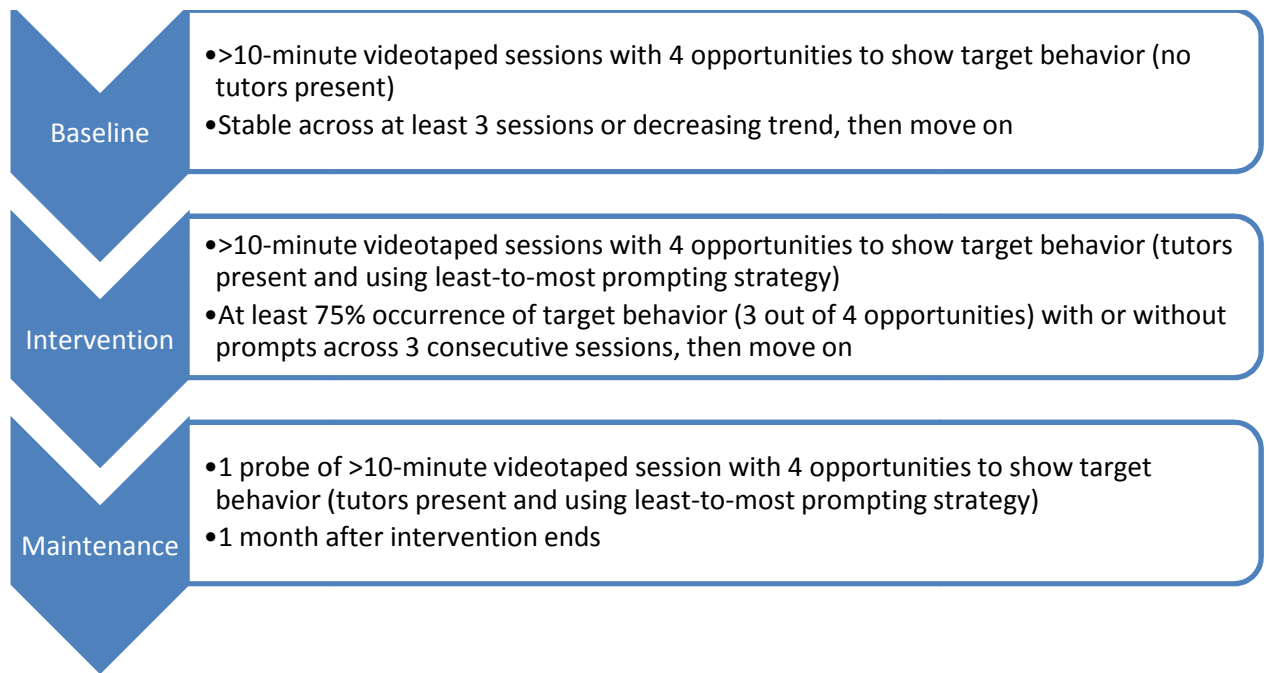 Baseline
•>10-minute videotaped sessions with 4 opportunities to show target behavior (no
tutors present)
•Stable across at least 3 sessions or decreasing trend, then move on
Intervention
•>10-minute videotaped sessions with 4 opportunities to show target behavior (tutors
present and using least-to-most prompting strategy)
•At least 75% occurrence of target behavior (3 out of 4 opportunities) with or without
prompts across 3 consecutive sessions, then move on
Maintenance
•1 probe of >10-minute videotaped session with 4 opportunities to show target
behavior (tutors present and using least-to-most prompting strategy)
•1 month after intervention ends